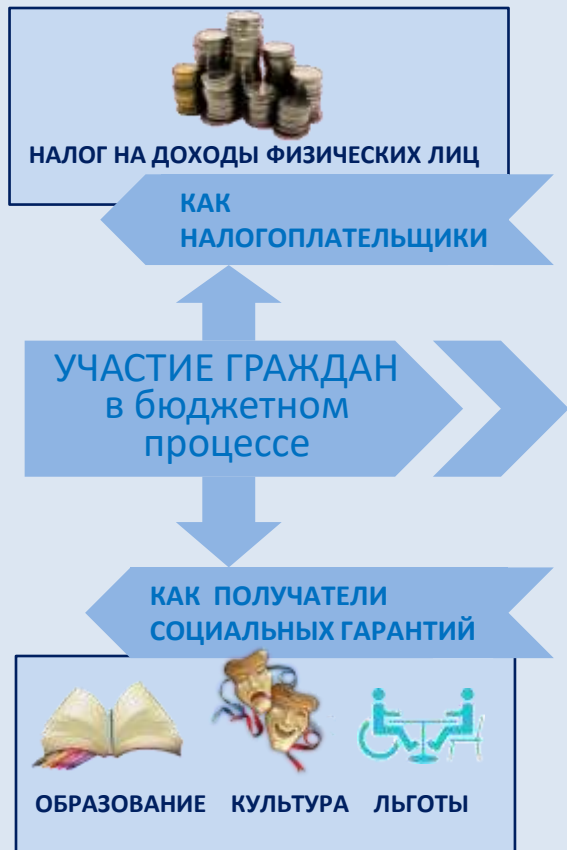 НАЛОГ НА ДОХОДЫ ФИЗИЧЕСКИХ ЛИЦ
КАК
НАЛОГОПЛАТЕЛЬЩИКИ
УЧАСТИЕ ГРАЖДАН
в бюджетном
процессе
КАК ПОЛУЧАТЕЛИ
СОЦИАЛЬНЫХ ГАРАНТИЙ
ОБРАЗОВАНИЕ КУЛЬТУРА ЛЬГОТЫ